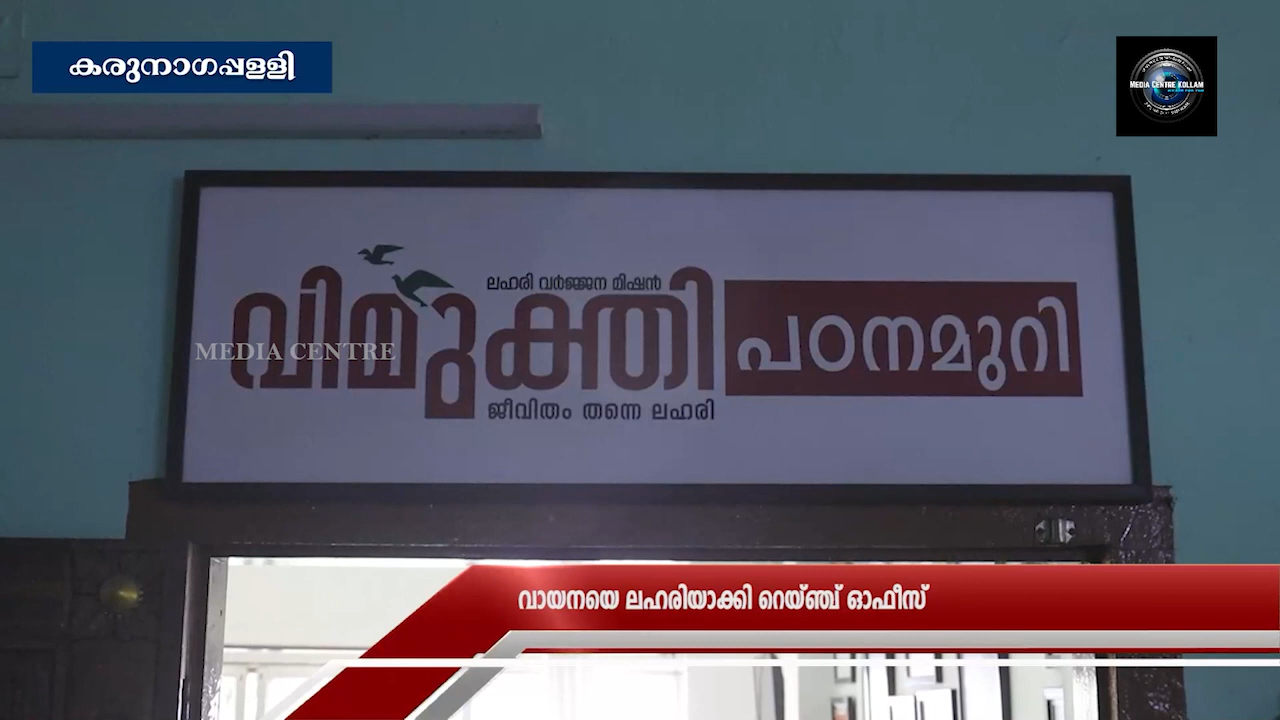 കരുനാഗപ്പള്ളി
MEDIA CENTRE KOLLAM
ലഹരി വർജ്ജന മിഷൻ
വിമുക്തി പഠനമുറി
MEDIA CENTRE
ജീവിതം തന്നെ ലഹരി
വായനയെ ലഹരിയാക്കി റെയ്ഞ്ച് ഓഫീസ്